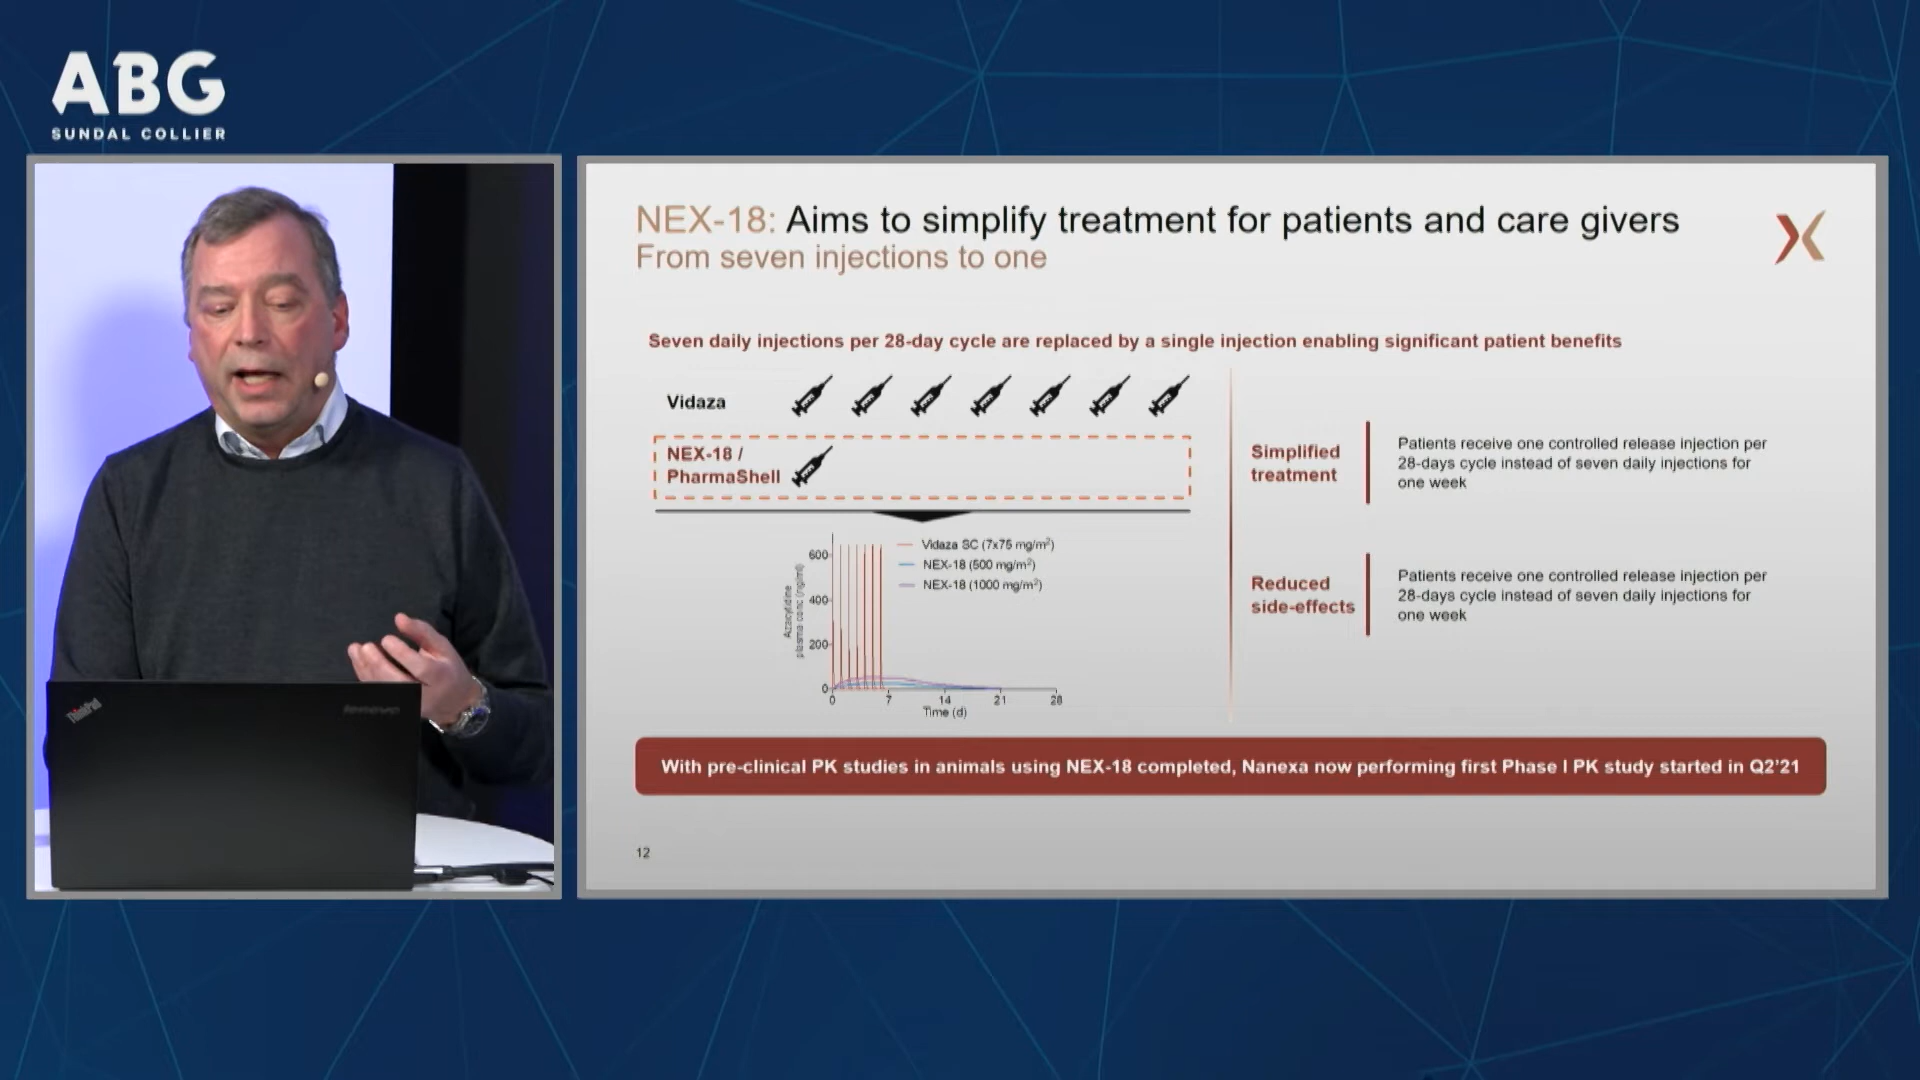 ABG
SUNDAL COLLIER
NEX-18: Aims to simplify treatment for patients and care givers
From seven injections to one
Seven daily injections per 28-day cycle are replaced by a single injection enabling significant patient benefits
Vidaza
NEX-18 /
PharmaShell
Simplified
treatment
Patients receive one controlled release injection per
28-days cycle instead of seven daily injections for
one week
Reduced
side-effects
Patients receive one controlled release injection per
28-days cycle instead of seven daily injections for
one week
Vidaza SC (7x75 mg/m²)
NEX-18 (500 mg/m²)
NEX-18 (1000 mg/m²)
Azacytidine
plasma conc (ng/ml)
600
400
200
0
0 7 14 21 28
Time (d)
With pre-clinical PK studies in animals using NEX-18 completed, Nanexa now performing first Phase I PK study started in Q2'21
12
ThinkPad